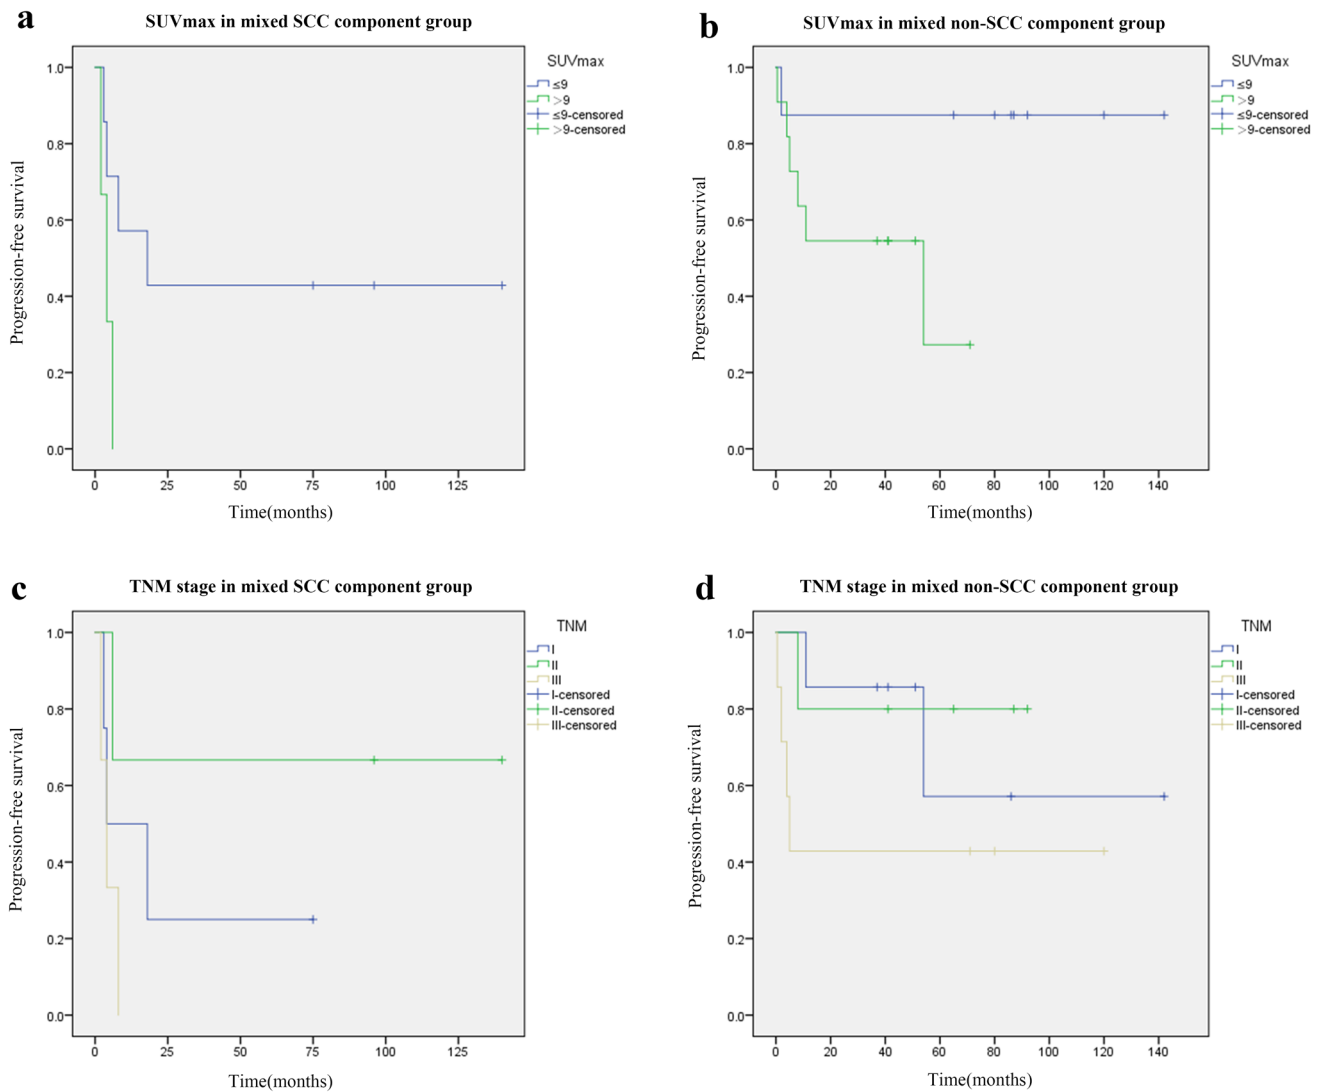 a
SUVmax in mixed SCC component group
Progression-free survival
1.0
0.8
0.6
0.4
0.2
0.0
0 25 50 75 100 125
Time(months)
SUVmax
≤9
>9
≤9-censored
>9-censored
b
SUVmax in mixed non-SCC component group
Progression-free survival
1.0
0.8
0.6
0.4
0.2
0.0
0 20 40 60 80 100 120 140
Time(months)
SUVmax
≤9
>9
≤9-censored
>9-censored
c
TNM stage in mixed SCC component group
Progression-free survival
1.0
0.8
0.6
0.4
0.2
0.0
0 25 50 75 100 125
Time(months)
TNM
I
II
III
I-censored
II-censored
III-censored
d
TNM stage in mixed non-SCC component group
Progression-free survival
1.0
0.8
0.6
0.4
0.2
0.0
0 20 40 60 80 100 120 140
Time(months)
TNM
I
II
III
I-censored
II-censored
III-censored